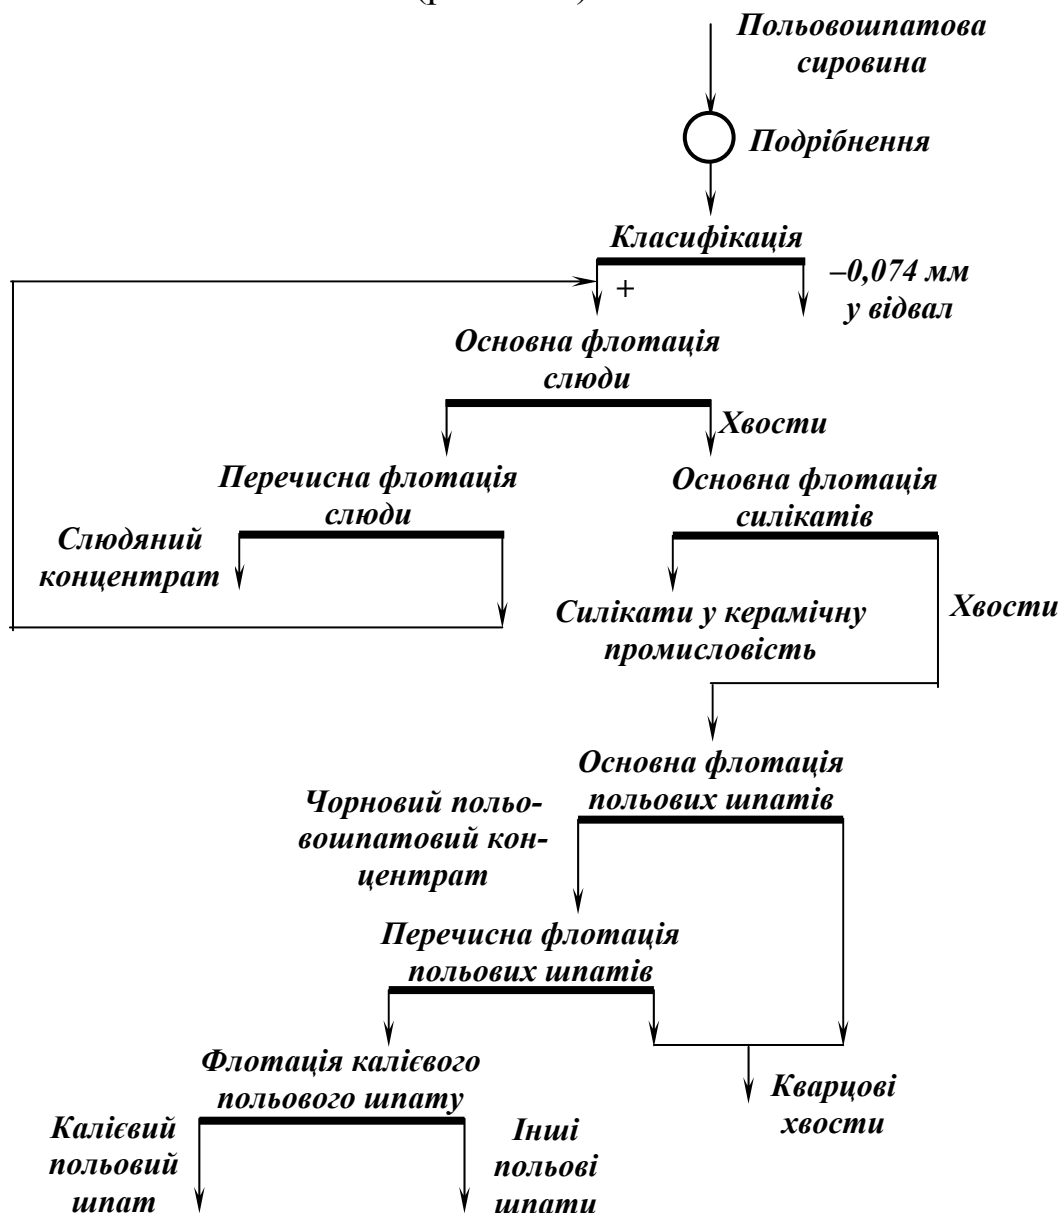 Польовошпатова
сировина
Подрібнення
Класифікація
–0,074 мм
у відвал
+
Основна флотація
слюди
Хвости
Перечисна флотація
слюди
Основна флотація
силікатів
Слюдяний
концентрат
Силікати у керамічну
промисловість
Хвости
Основна флотація
польових шпатів
Чорновий польо-
вошпатовий кон-
центрат
Перечисна флотація
польових шпатів
Флотація калієвого
польового шпату
Кварцові
хвости
Калієвий
польовий
шпат
Інші
польові
шпати